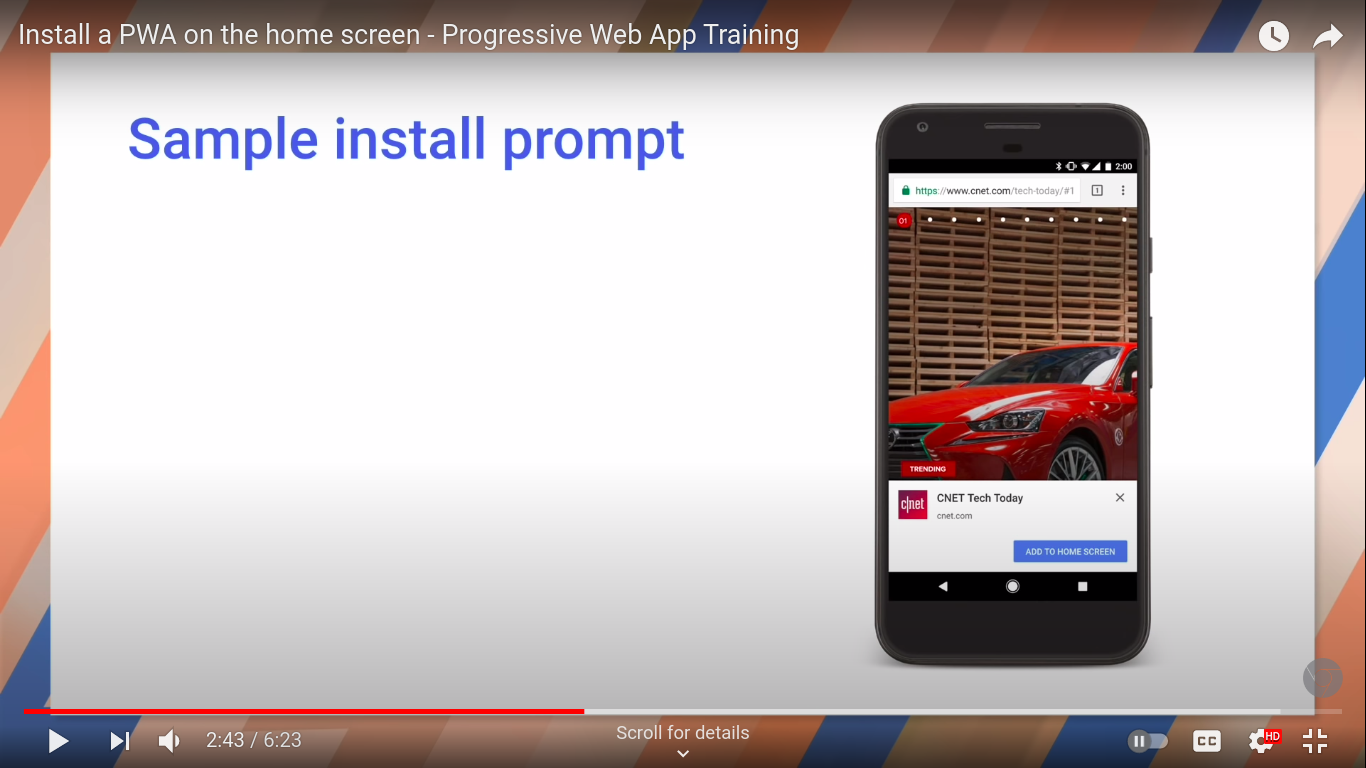 Install a PWA on the home screen - Progressive Web App Training
Sample install prompt
2:00
https://www.cnet.com/tech-today/#1
1
01
TRENDING
c|net
CNET Tech Today
cnet.com
ADD TO HOME SCREEN
2:43 / 6:23
Scroll for details
CC
HD